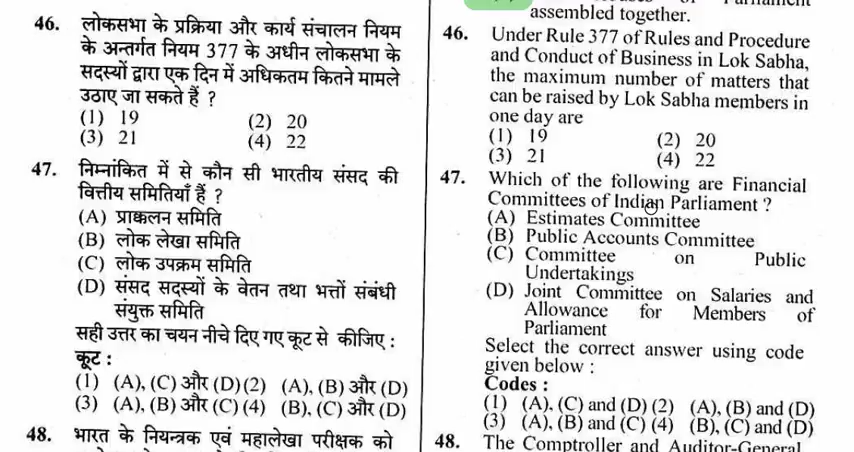 46. लोकसभा के प्रक्रिया और कार्य संचालन नियम
के अन्तर्गत नियम 377 के अधीन लोकसभा के
सदस्यों द्वारा एक दिन में अधिकतम कितने मामले
उठाए जा सकते हैं ?
(1) 19 (2) 20
(3) 21 (4) 22
47. निम्नांकित में से कौन सी भारतीय संसद की
वित्तीय समितियाँ हैं ?
(A) प्राक्कलन समिति
(B) लोक लेखा समिति
(C) लोक उपक्रम समिति
(D) संसद सदस्यों के वेतन तथा भत्तों संबंधी
संयुक्त समिति
सही उत्तर का चयन नीचे दिए गए कूट से कीजिए :
कूट :
(1) (A), (C) और (D) (2) (A), (B) और (D)
(3) (A), (B) और (C) (4) (B), (C) और (D)
48. भारत के नियन्त्रक एवं महालेखा परीक्षक को
assembled together.
46. Under Rule 377 of Rules and Procedure
and Conduct of Business in Lok Sabha,
the maximum number of matters that
can be raised by Lok Sabha members in
one day are
(1) 19 (2) 20
(3) 21 (4) 22
47. Which of the following are Financial
Committees of Indian Parliament ?
(A) Estimates Committee
(B) Public Accounts Committee
(C) Committee on Public
Undertakings
(D) Joint Committee on Salaries and
Allowance for Members of
Parliament
Select the correct answer using code
given below :
Codes :
(1) (A), (C) and (D) (2) (A), (B) and (D)
(3) (A), (B) and (C) (4) (B), (C) and (D)
48. The Comptroller and Auditor-General